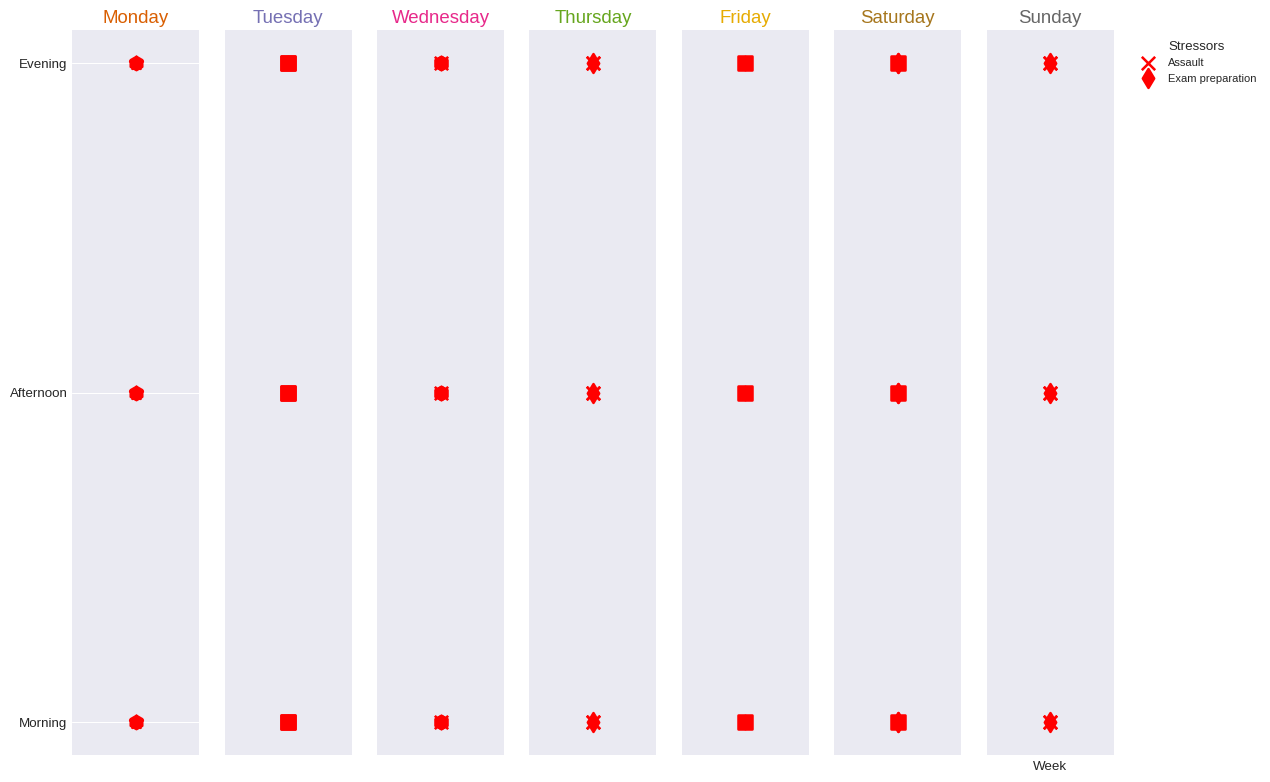 Monday Tuesday Wednesday Thursday Friday Saturday Sunday
Evening
Stressors
Assault
Exam preparation
Afternoon
Morning
Week